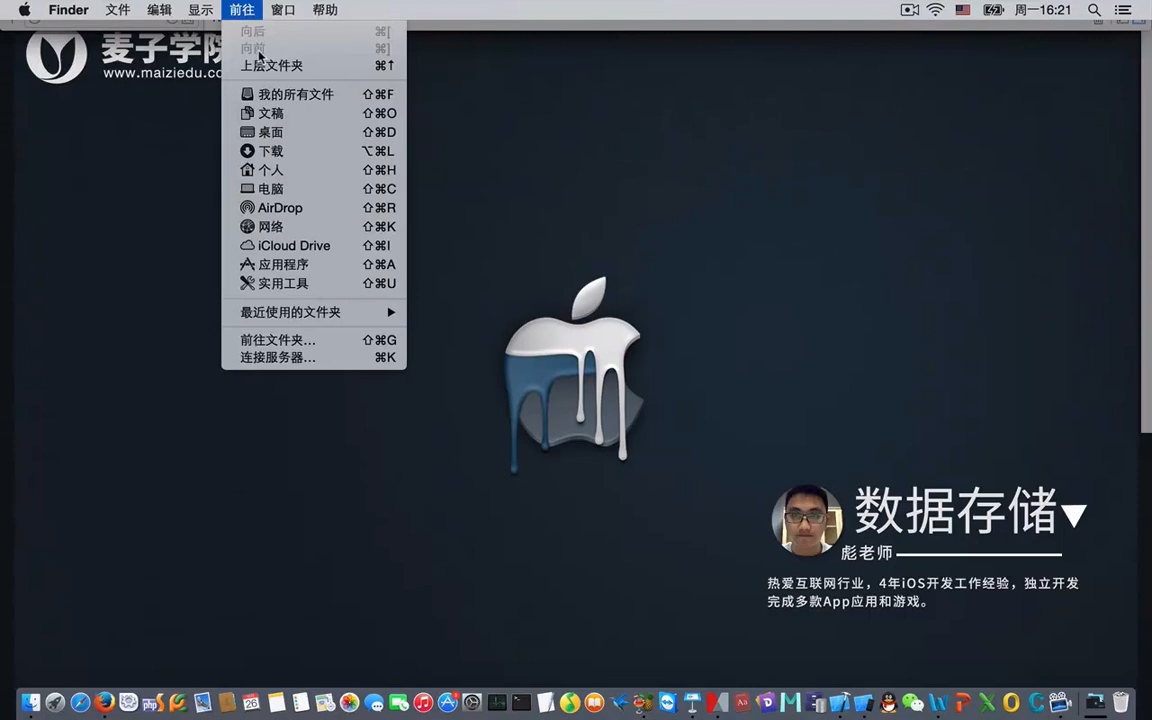 Finder 文件 编辑 显示 前往 窗口 帮助 周一16:21
麦子学院
www.maiziedu.co
向后 ⌘[
向前 ⌘]
上层文件夹 ⌘↑
我的所有文件 ⇧⌘F
文稿 ⇧⌘O
桌面 ⇧⌘D
下载 ⌥⌘L
个人 ⇧⌘H
电脑 ⇧⌘C
AirDrop ⇧⌘R
网络 ⇧⌘K
iCloud Drive ⇧⌘I
应用程序 ⇧⌘A
实用工具 ⇧⌘U
最近使用的文件夹 ▶
前往文件夹... ⇧⌘G
连接服务器... ⌘K
数据存储
彪老师
热爱互联网行业，4年iOS开发工作经验，独立开发
完成多款App应用和游戏。
php
26